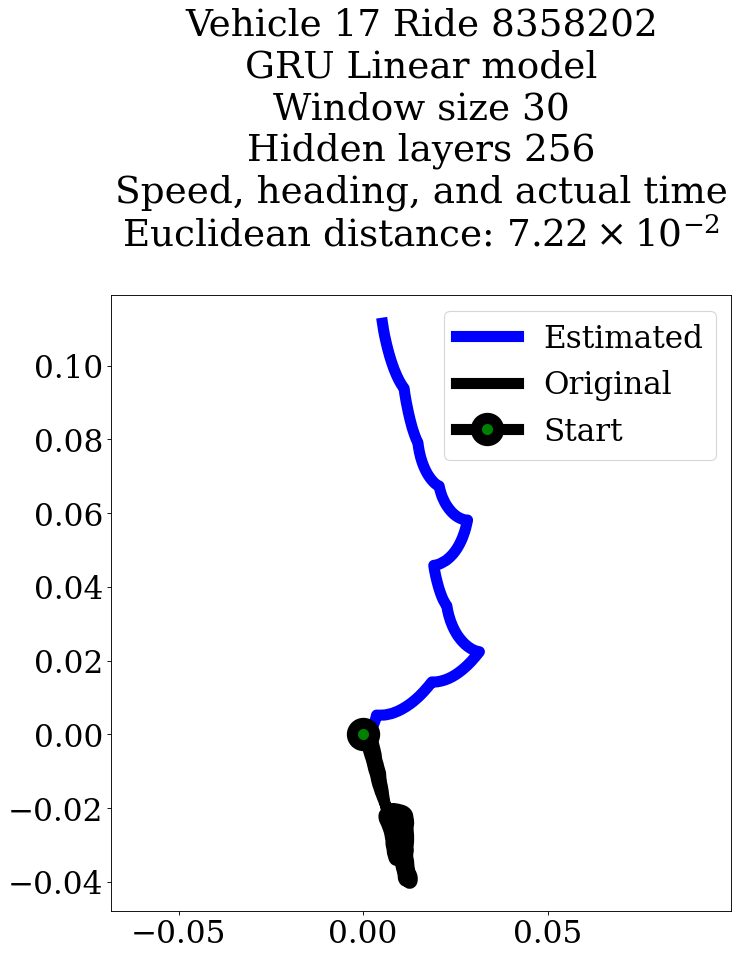 Vehicle 17 Ride 8358202
GRU Linear model
Window size 30
Hidden layers 256
Speed, heading, and actual time
Euclidean distance: 7.22 × 10⁻²
Estimated
Original
Start
0.10
0.08
0.06
0.04
0.02
0.00
−0.02
−0.04
−0.05 0.00 0.05